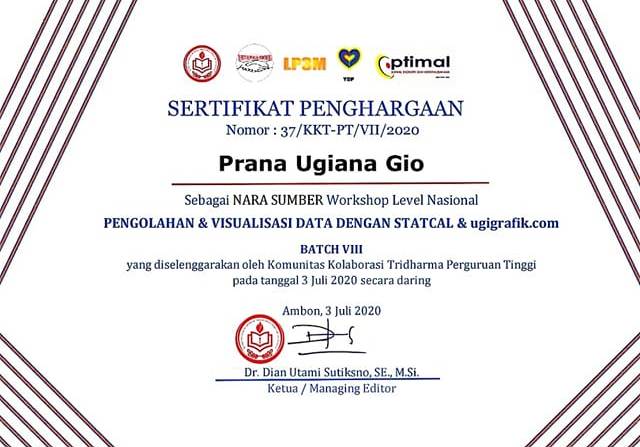 LP3M
YDP
Optimal
SERTIFIKAT PENGHARGAAN
Nomor : 37/KKT-PT/VII/2020
Prana Ugiana Gio
Sebagai NARA SUMBER Workshop Level Nasional
PENGOLAHAN & VISUALISASI DATA DENGAN STATCAL & ugigrafik.com
BATCH VIII
yang diselenggarakan oleh Komunitas Kolaborasi Tridharma Perguruan Tinggi
pada tanggal 3 Juli 2020 secara daring
Ambon, 3 Juli 2020
Dr. Dian Utami Sutiksno, SE., M.Si.
Ketua / Managing Editor